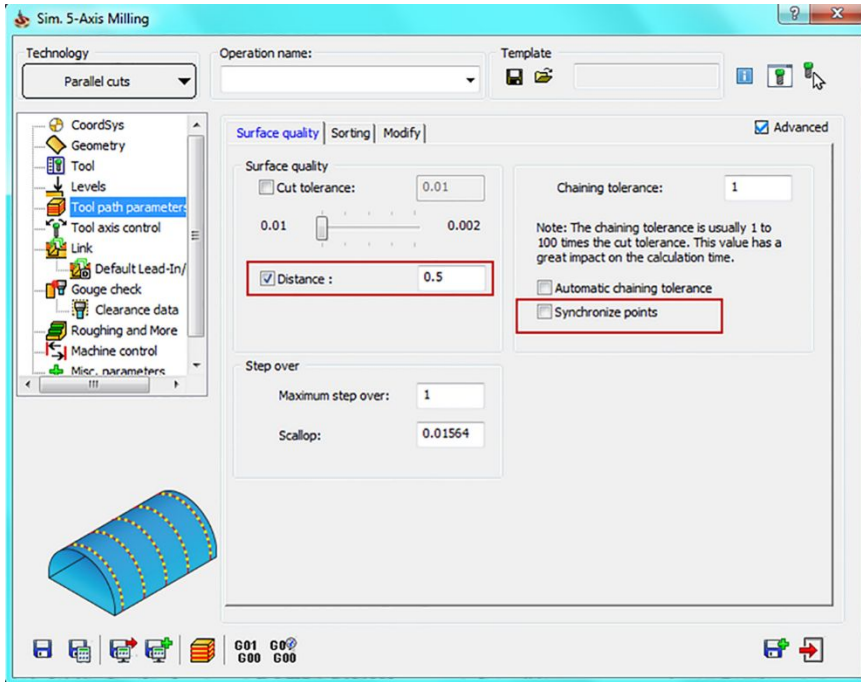 Sim. 5-Axis Milling
Technology
Operation name:
Template
Parallel cuts
CoordSys
Geometry
Tool
Levels
Tool path parameters
Tool axis control
Link
Default Lead-In/
Gouge check
Clearance data
Roughing and More
Machine control
Misc. parameters
Surface quality
Sorting
Modify
Advanced
Surface quality
Cut tolerance:
0.01
0.01
0.002
Distance :
0.5
Chaining tolerance:
1
Note: The chaining tolerance is usually 1 to
100 times the cut tolerance. This value has a
great impact on the calculation time.
Automatic chaining tolerance
Synchronize points
Step over
Maximum step over:
1
Scallop:
0.01564
G01 G00
G00 G00